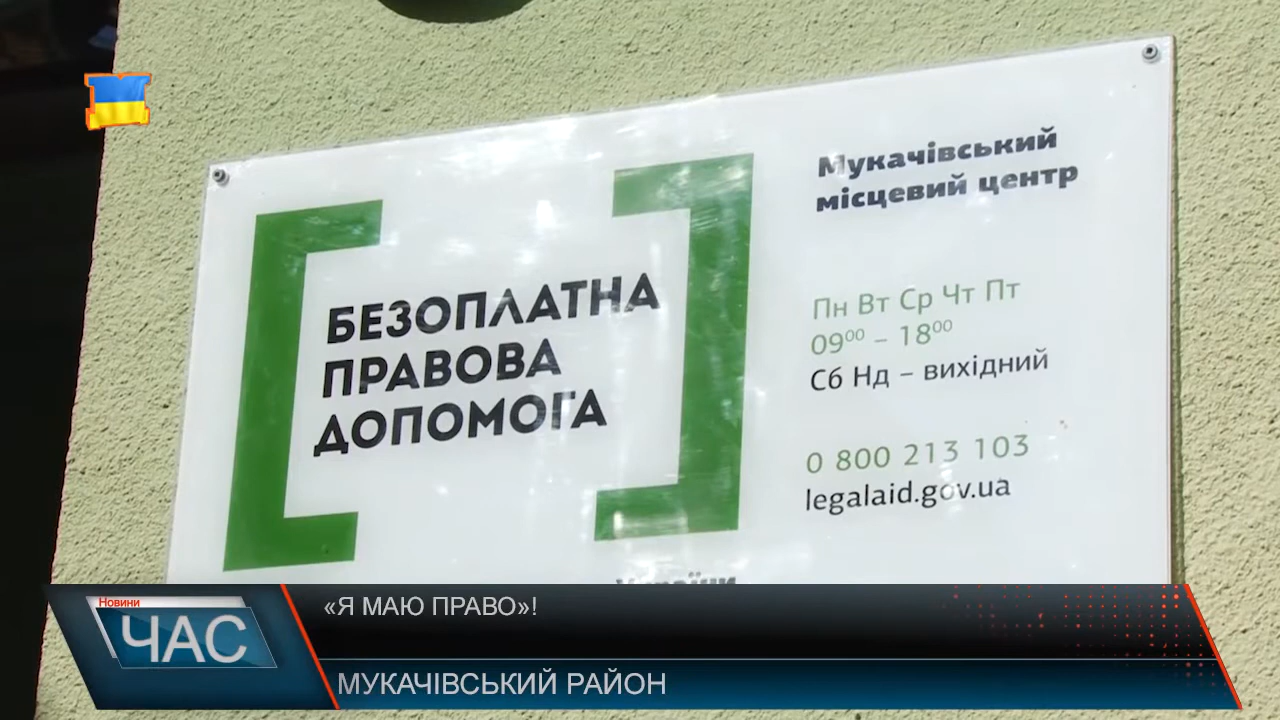 БЕЗОПЛАТНА
ПРАВОВА
ДОПОМОГА
Мукачівський
місцевий центр
Пн Вт Ср Чт Пт
09⁰⁰ – 18⁰⁰
Сб Нд – вихідний
0 800 213 103
legalaid.gov.ua
Новини
ЧАС
«Я МАЮ ПРАВО»!
МУКАЧІВСЬКИЙ РАЙОН